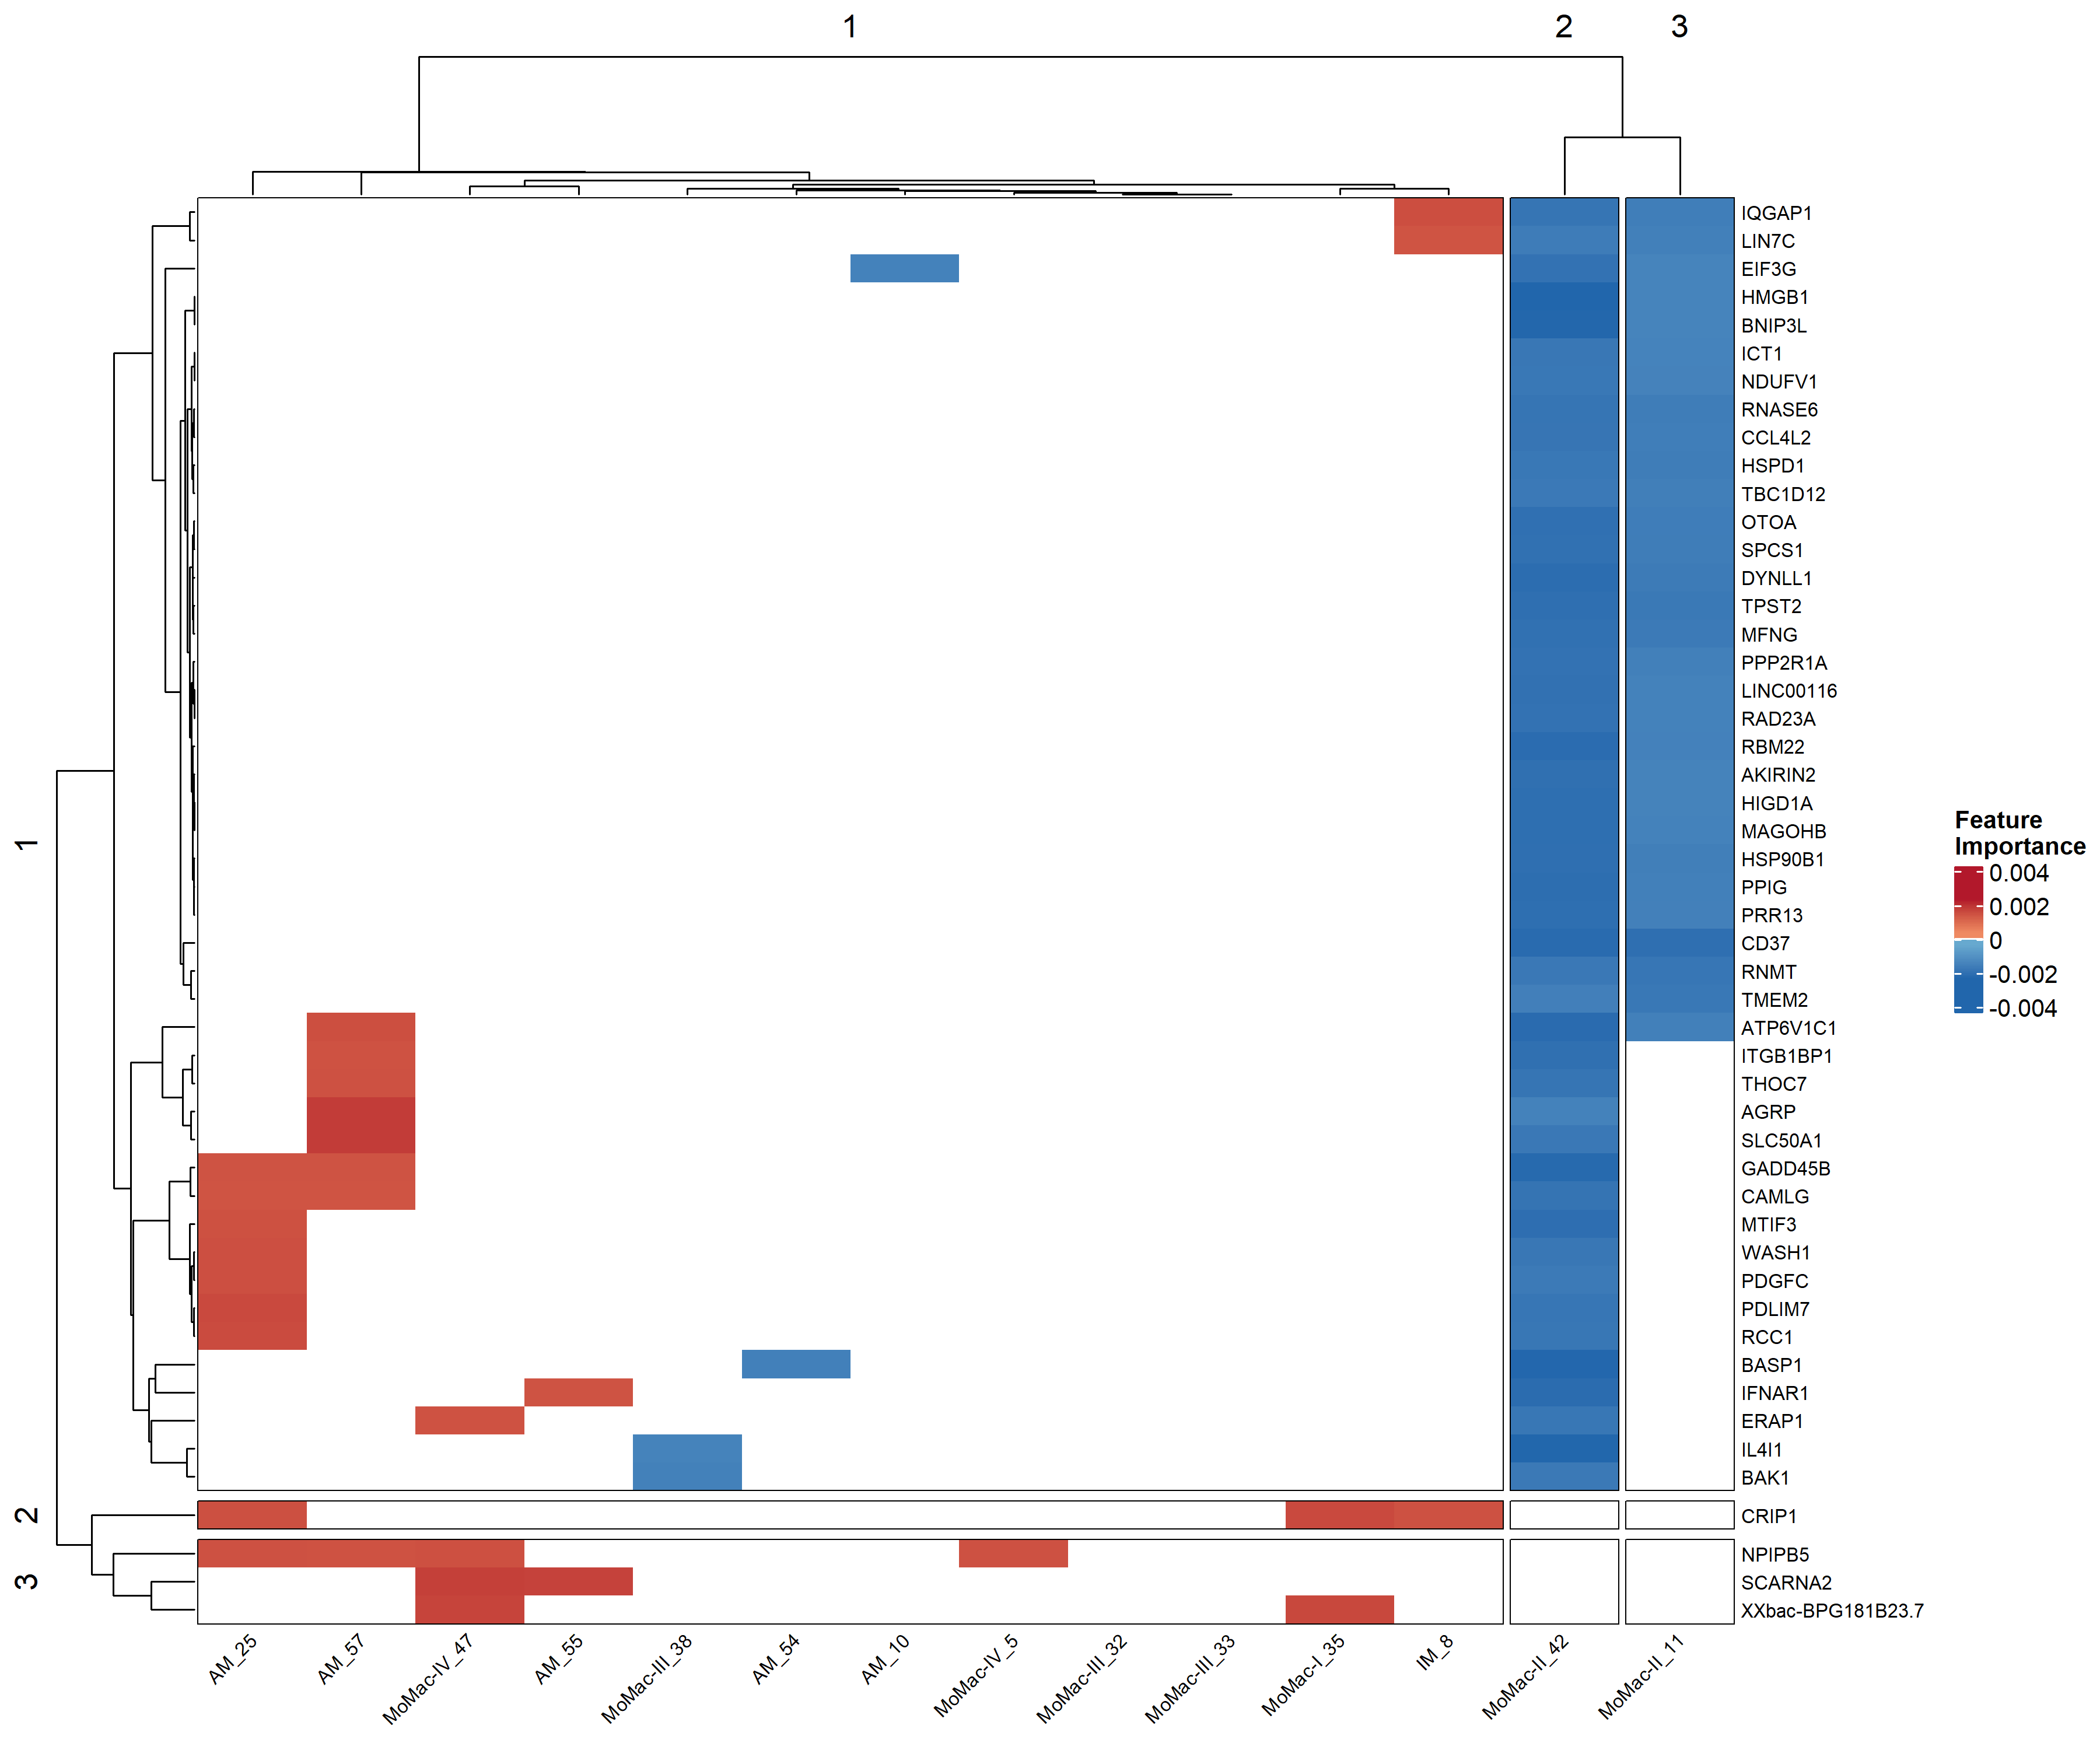 1
2
3
IQGAP1
LIN7C
EIF3G
HMGB1
BNIP3L
ICT1
NDUFV1
RNASE6
CCL4L2
HSPD1
TBC1D12
OTOA
SPCS1
DYNLL1
TPST2
MFNG
PPP2R1A
LINC00116
RAD23A
RBM22
AKIRIN2
HIGD1A
MAGOHB
HSP90B1
PPIG
PRR13
CD37
RNMT
TMEM2
ATP6V1C1
ITGB1BP1
THOC7
AGRP
SLC50A1
GADD45B
CAMLG
MTIF3
WASH1
PDGFC
PDLIM7
RCC1
BASP1
IFNAR1
ERAP1
IL4I1
BAK1
CRIP1
NPIPB5
SCARNA2
XXbac-BPG181B23.7
1
2
3
AM_25
AM_57
MoMac-IV_47
AM_55
MoMac-III_38
AM_54
AM_10
MoMac-IV_5
MoMac-III_32
MoMac-III_33
MoMac-I_35
IM_8
MoMac-II_42
MoMac-II_11
Feature
Importance
0.004
0.002
0
-0.002
-0.004